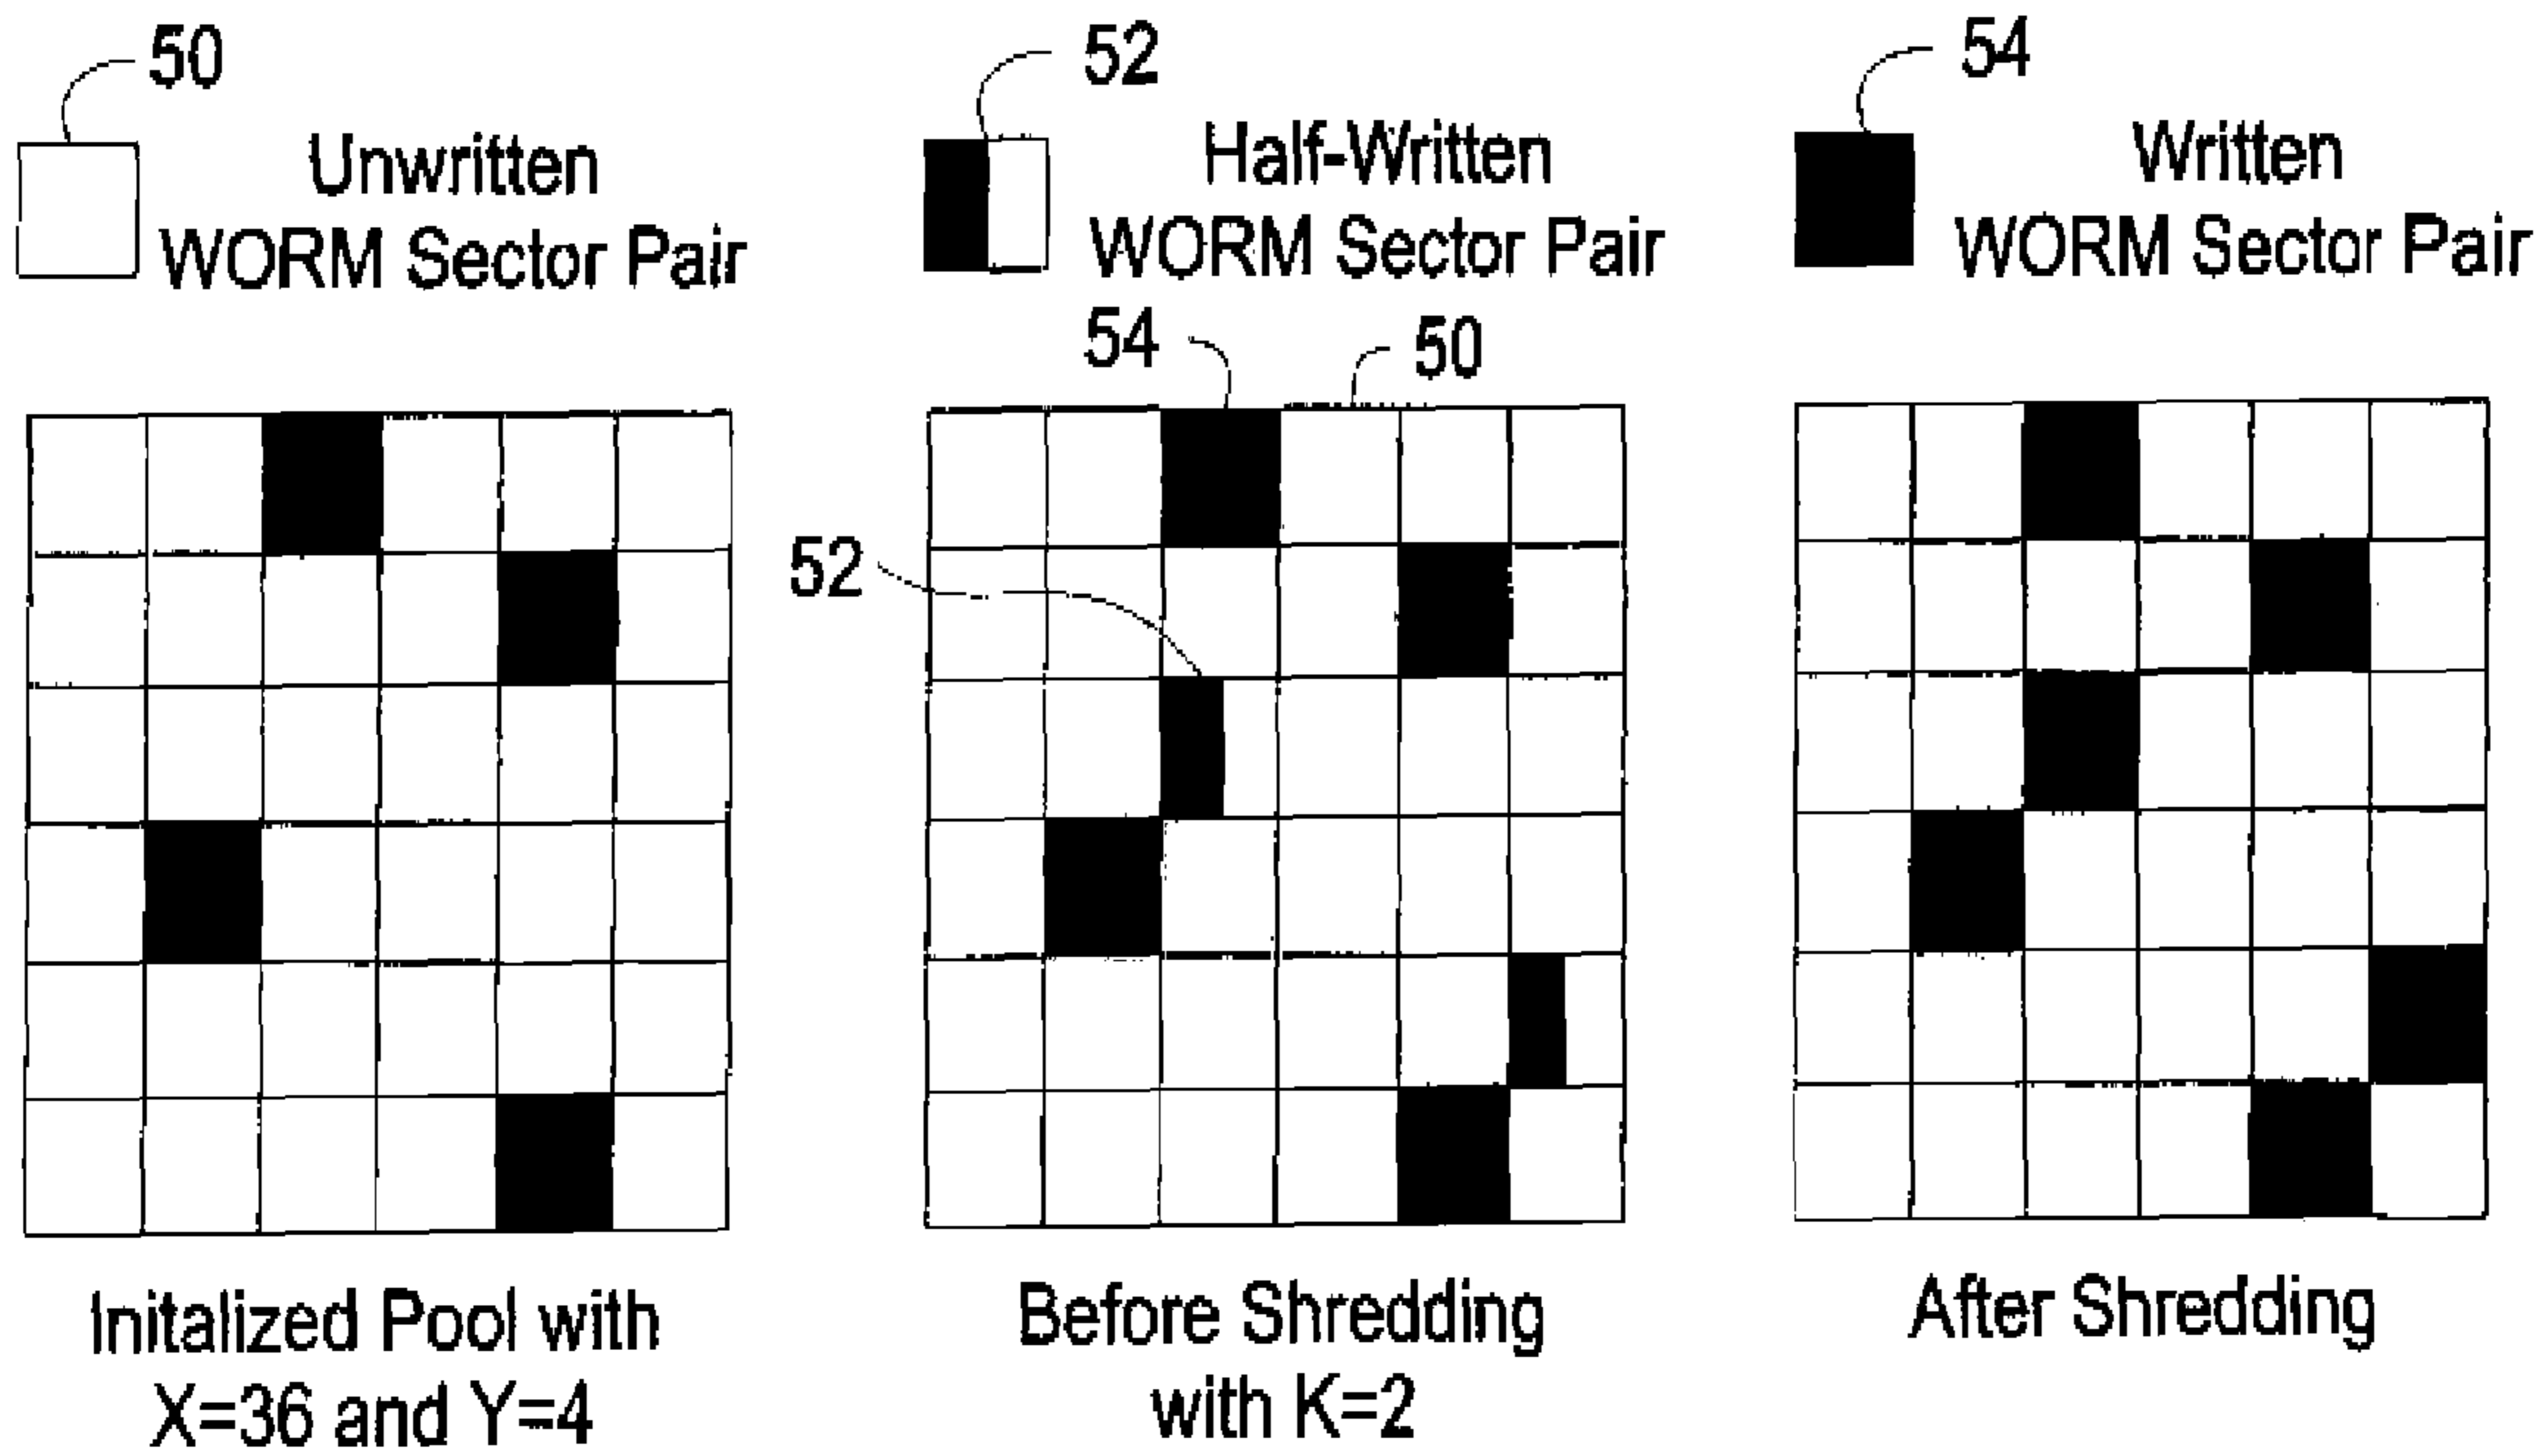 50
Unwritten
WORM Sector Pair
52
Half-Written
WORM Sector Pair
54
Written
WORM Sector Pair
54
50
52
Initalized Pool with
X=36 and Y=4
Before Shredding
with K=2
After Shredding